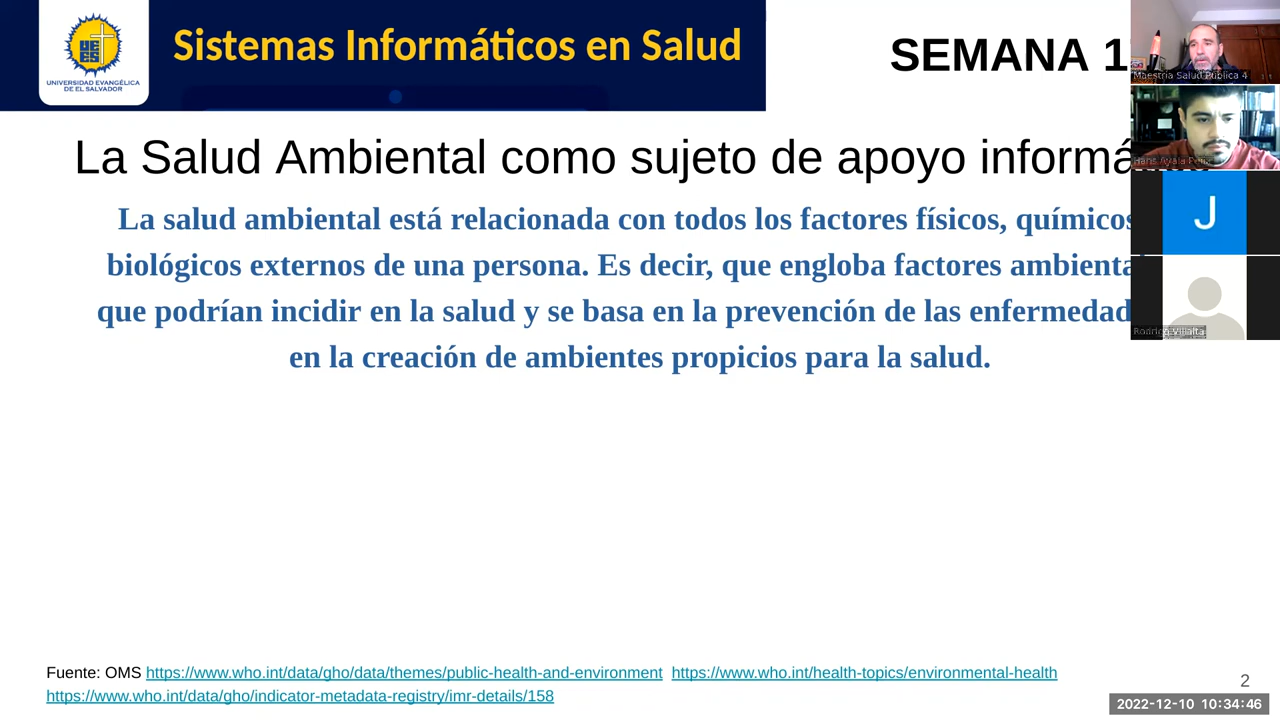 UNIVERSIDAD EVANGÉLICA
DE EL SALVADOR
Sistemas Informáticos en Salud
SEMANA 1
Maestria Salud Publica 4
Hans Ayala
La Salud Ambiental como sujeto de apoyo informá
La salud ambiental está relacionada con todos los factores físicos, químicos
biológicos externos de una persona. Es decir, que engloba factores ambienta
que podrían incidir en la salud y se basa en la prevención de las enfermedad
Rodrigo Villalta
en la creación de ambientes propicios para la salud.
J
Fuente: OMS https://www.who.int/data/gho/data/themes/public-health-and-environment https://www.who.int/health-topics/environmental-health
https://www.who.int/data/gho/indicator-metadata-registry/imr-details/158
2
2022-12-10 10:34:46